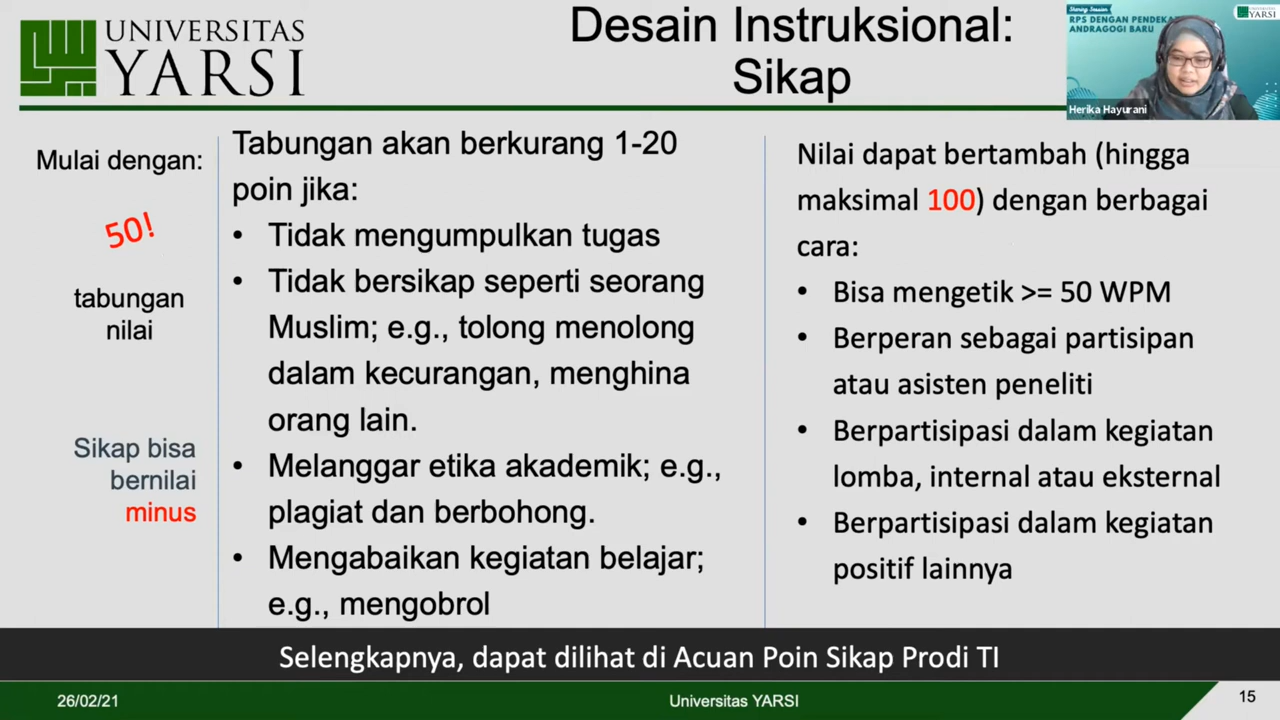 UNIVERSITAS
YARSI
Desain Instruksional:
Sikap
Sharing Session
RPS DENGAN PENDEKA
ANDRAGOGI BARU
YARSI
Herika Hayurani
Mulai dengan:
50!
tabungan
nilai
Sikap bisa
bernilai
minus
Tabungan akan berkurang 1-20
poin jika:
• Tidak mengumpulkan tugas
• Tidak bersikap seperti seorang
Muslim; e.g., tolong menolong
dalam kecurangan, menghina
orang lain.
• Melanggar etika akademik; e.g.,
plagiat dan berbohong.
• Mengabaikan kegiatan belajar;
e.g., mengobrol
Nilai dapat bertambah (hingga
maksimal 100) dengan berbagai
cara:
• Bisa mengetik >= 50 WPM
• Berperan sebagai partisipan
atau asisten peneliti
• Berpartisipasi dalam kegiatan
lomba, internal atau eksternal
• Berpartisipasi dalam kegiatan
positif lainnya
Selengkapnya, dapat dilihat di Acuan Poin Sikap Prodi TI
26/02/21
Universitas YARSI
15